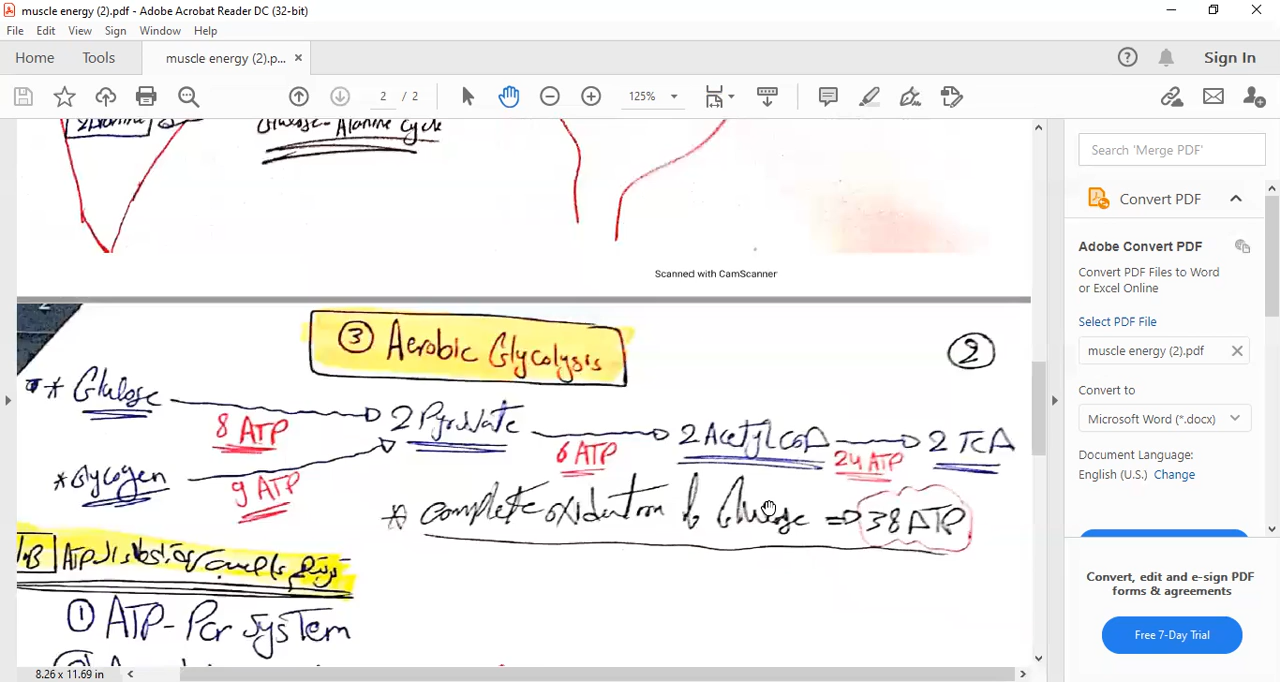 muscle energy (2).pdf - Adobe Acrobat Reader DC (32-bit)
File Edit View Sign Window Help
Home Tools muscle energy (2).p... × Sign In
2 / 2 125%
Glucose-Alanine Cycle
Scanned with CamScanner
③ Aerobic Glycolysis
2
* Glucose 8 ATP 2 Pyruvate 6 ATP 2 Acetyl CoA 24 ATP 2 TCA
* Glycogen 9 ATP
* complete oxidation of Glucose => 38 ATP
① ATP-Pcr system
8.26 x 11.69 in
Search 'Merge PDF'
Convert PDF
Adobe Convert PDF
Convert PDF Files to Word
or Excel Online
Select PDF File
muscle energy (2).pdf
Convert to
Microsoft Word (*.docx)
Document Language:
English (U.S.) Change
Convert, edit and e-sign PDF
forms & agreements
Free 7-Day Trial